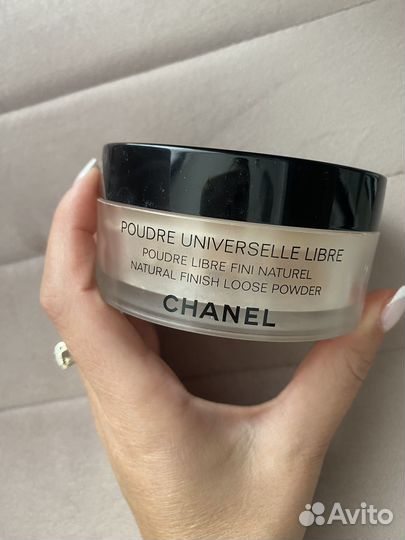 POUDRE UNIVERSELLE LIBRE
POUDRE LIBRE FINI NATUREL
NATURAL FINISH LOOSE POWDER
CHANEL
Avito